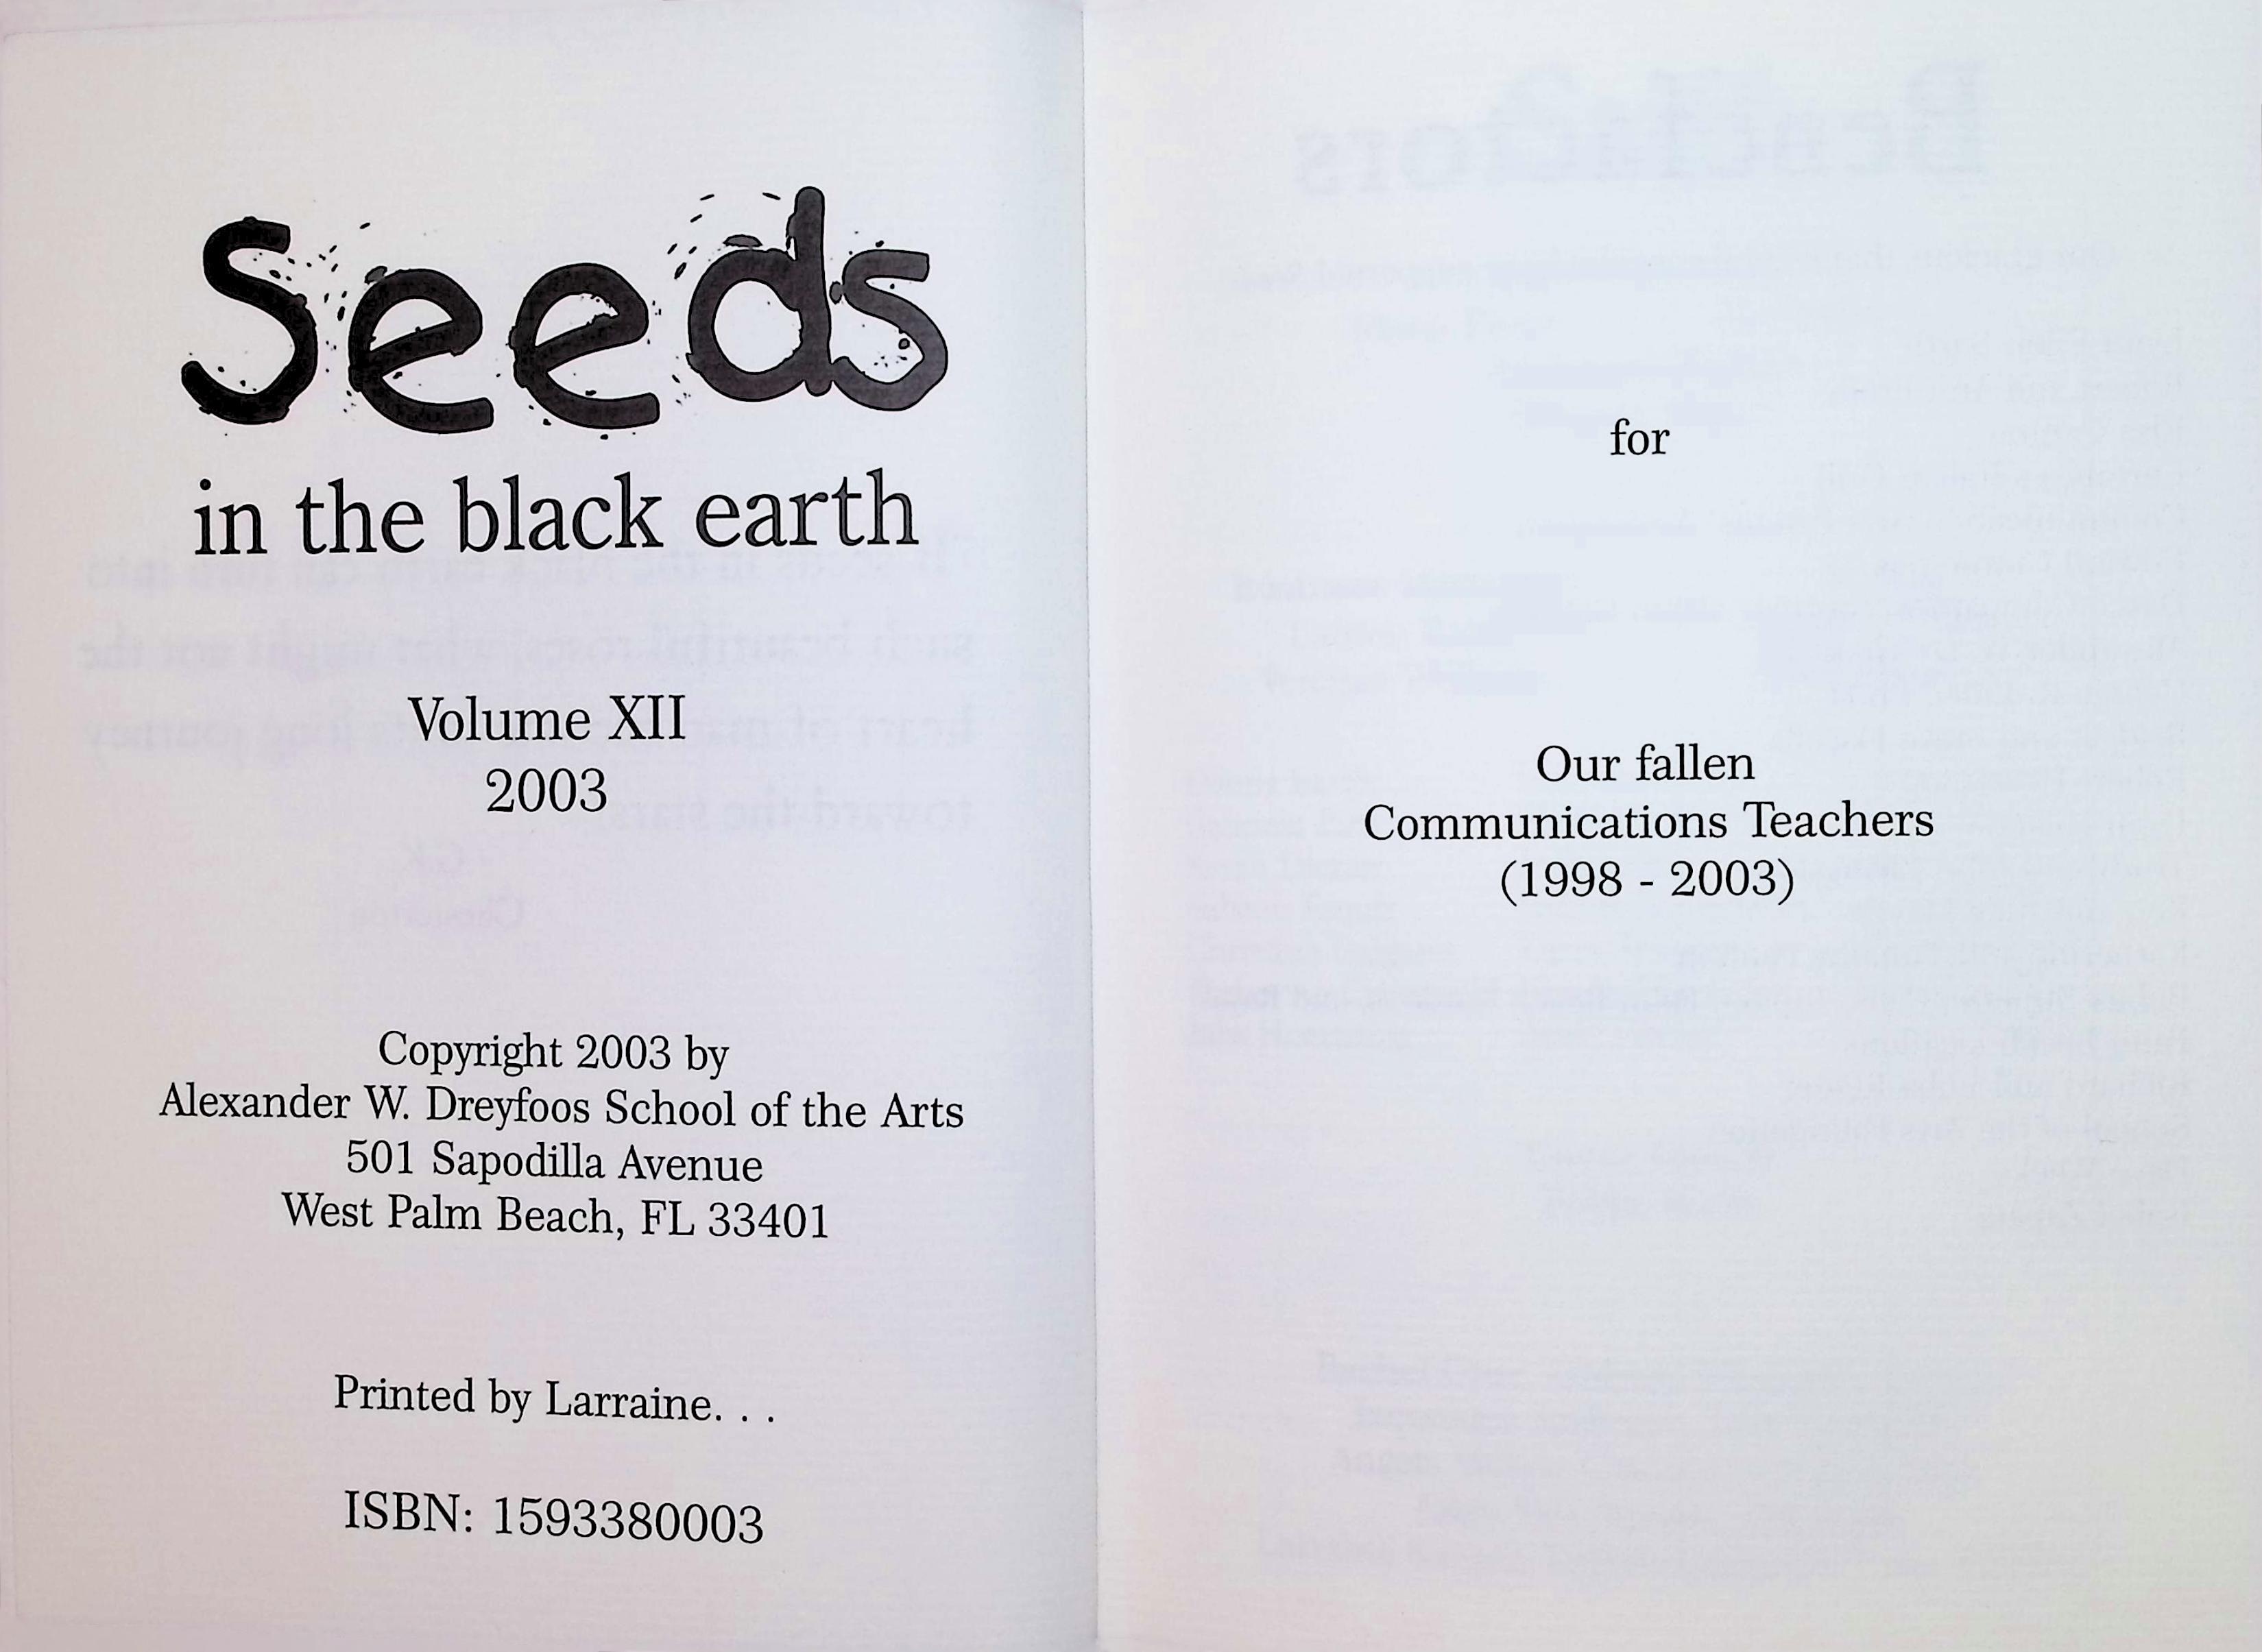 Seeds
in the black earth
Volume XII
2003
Copyright 2003 by
Alexander W. Dreyfoos School of the Arts
501 Sapodilla Avenue
West Palm Beach, FL 33401
Printed by Larraine. . .
ISBN: 1593380003
for
Our fallen
Communications Teachers
(1998 - 2003)